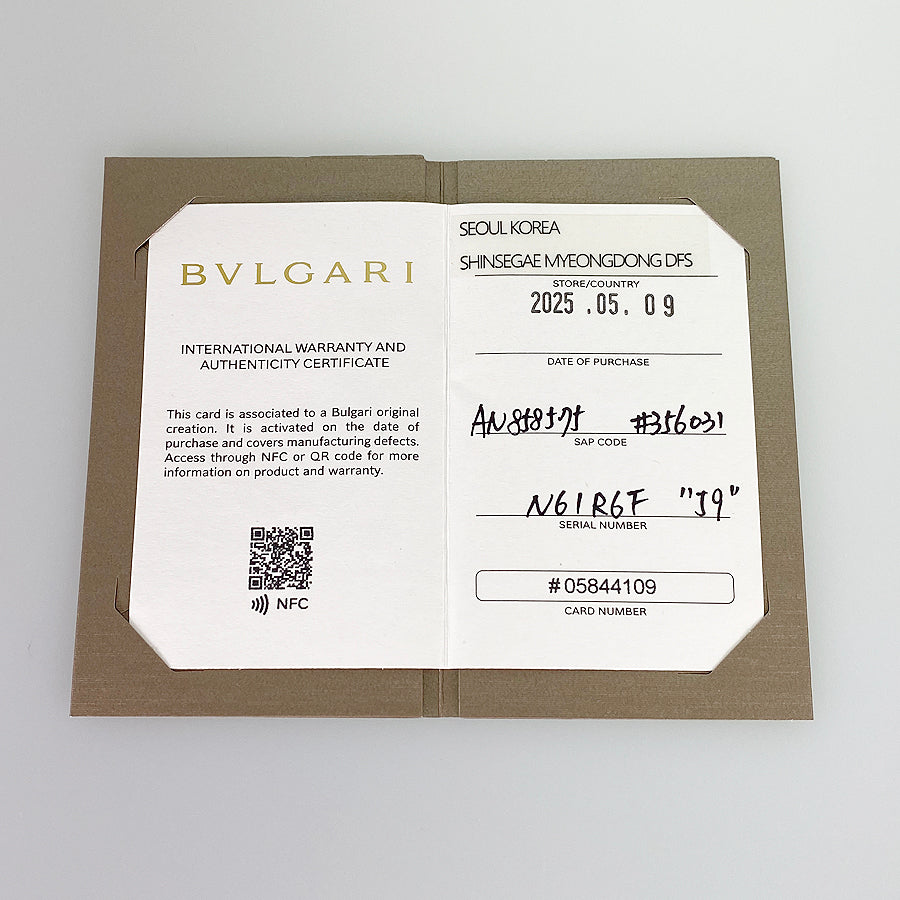 BVLGARI
INTERNATIONAL WARRANTY AND
AUTHENTICITY CERTIFICATE
This card is associated to a Bulgari original
creation. It is activated on the date of
purchase and covers manufacturing defects.
Access through NFC or QR code for more
information on product and warranty.
NFC
SEOUL KOREA
SHINSEGAE MYEONGDONG DFS
STORE/COUNTRY
2025 .05. 09
DATE OF PURCHASE
AN858575 #356031
SAP CODE
N61R6F "J9"
SERIAL NUMBER
#05844109
CARD NUMBER